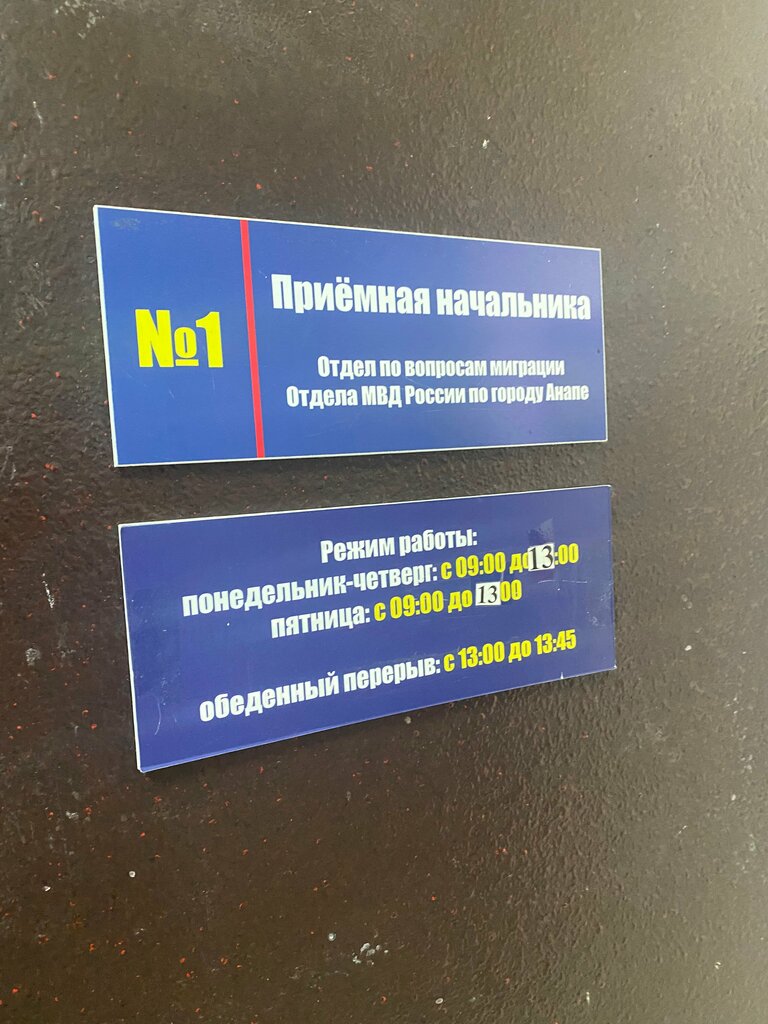 №1
Приёмная начальника
Отдел по вопросам миграции
Отдела МВД России по городу Анапе
Режим работы:
понедельник-четверг: с 09:00 до 13:00
пятница: с 09:00 до 13:00
обеденный перерыв: с 13:00 до 13:45